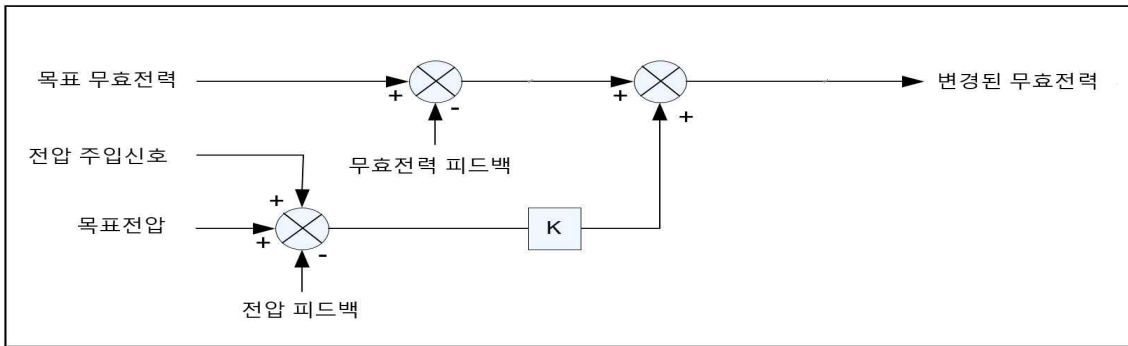 목표 무효전력
+
-
+
+
변경된 무효전력
전압 주입신호
무효전력 피드백
+
목표전압
+
-
K
전압 피드백